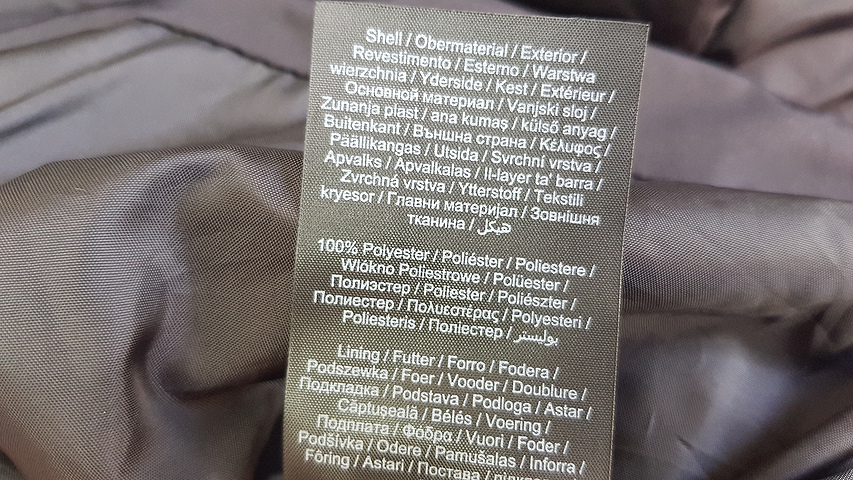 Shell / Obermaterial / Exterior /
Revestimento / Esterno / Warstwa
wierzchnia / Yderside / Kest / Extérieur /
Основной материал / Vanjski sloj /
Zunanja plast / ana kumaş / külső anyag /
Buitenkant / Външна страна / Κέλυφος /
Päällikangas / Utsida / Svrchní vrstva /
Apvalks / Apvalkalas / Il-layer ta' barra /
Zvrchná vrstva / Ytterstoff / Tekstili
kryesor / Главни материјал / Зовнішня
тканина / هيكل
100% Polyester / Poliéster / Poliestere /
Włókno Poliestrowe / Polüester /
Полиэстер / Poliester / Poliészter /
Полиестер / Πολυεστέρας / Polyesteri /
Poliesteris / Поліестер / بوليستر
Lining / Futter / Forro / Fodera /
Podszewka / Foer / Vooder / Doublure /
Подкладка / Podstava / Podloga / Astar /
Căptuşeală / Bélés / Voering /
Подплата / Φόδρα / Vuori / Foder /
Podšívka / Odere / Pamušalas / Inforra /
Fôring / Astari / Постава /